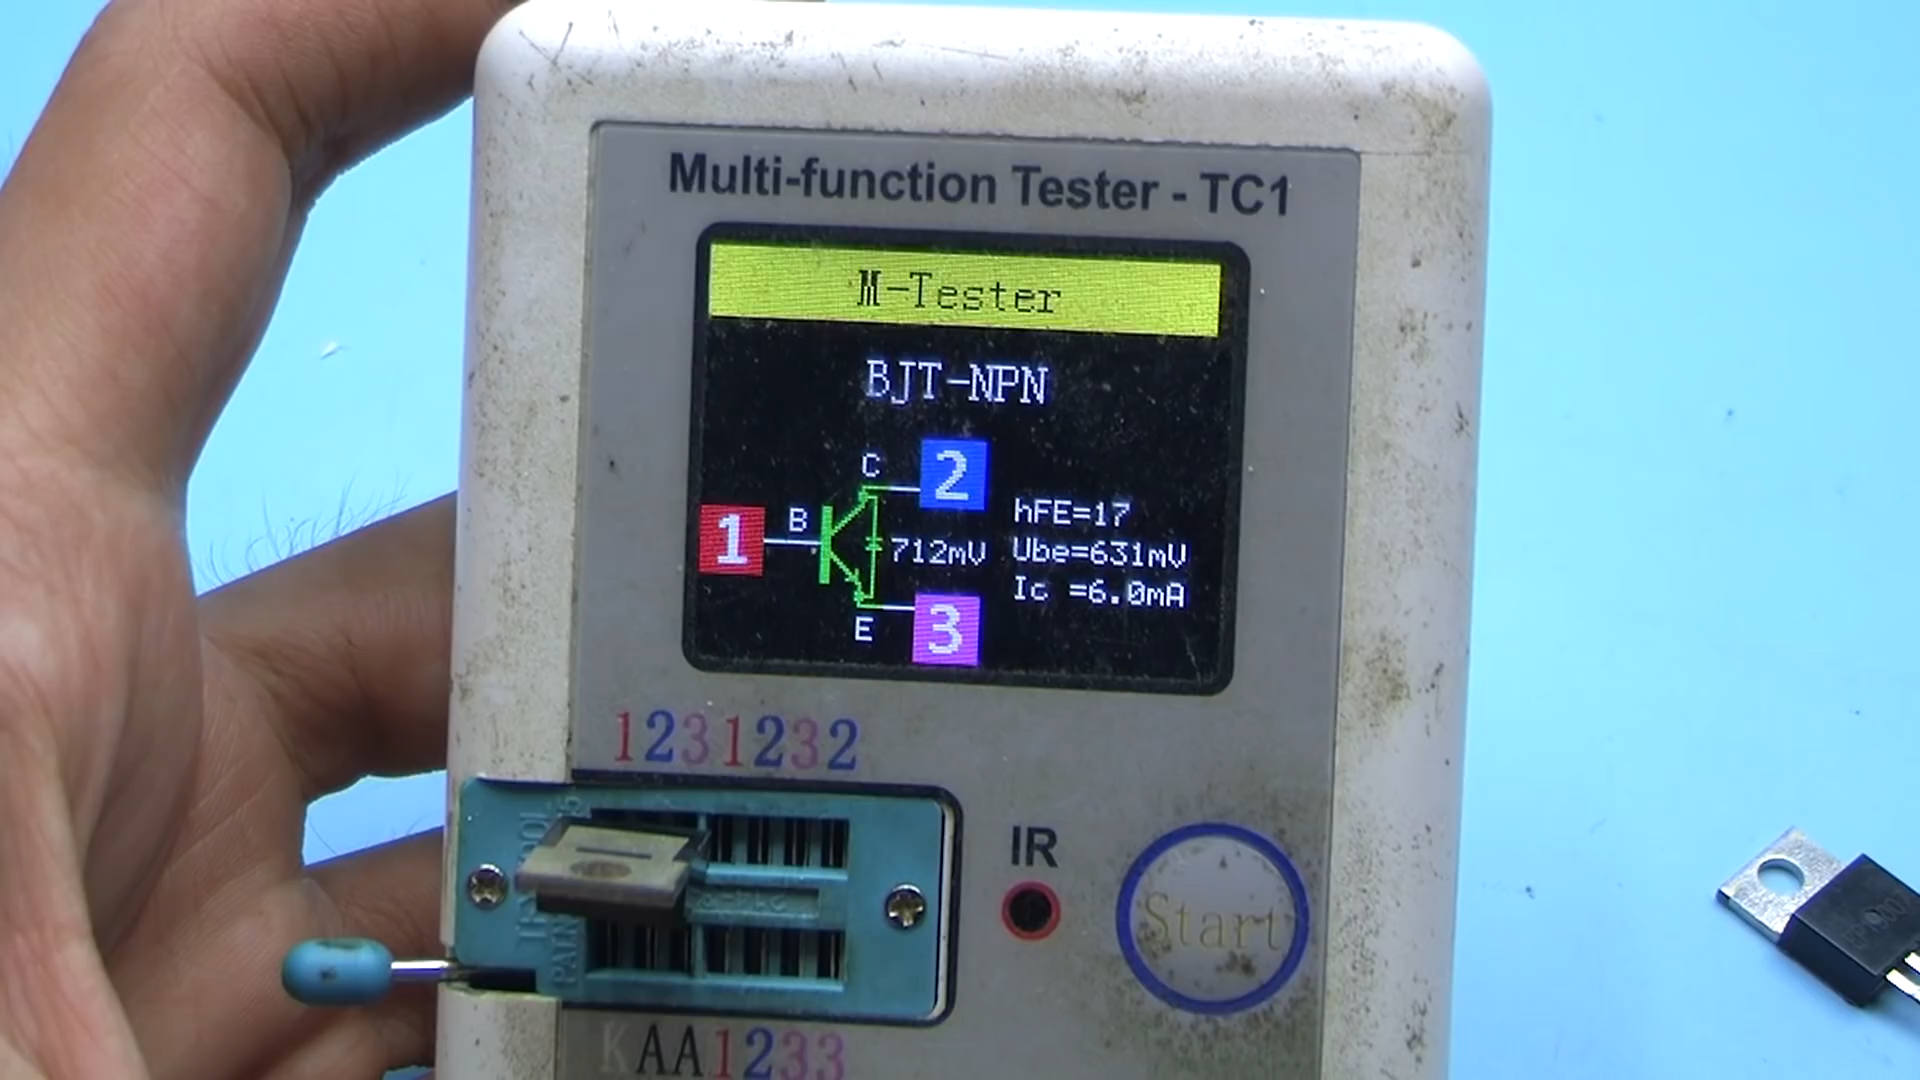 Multi-function Tester - TC1
M-Tester
BJT-NPN
C 2
1 B
712mV
hFE=17
Ube=631mV
Ic =6.0mA
E 3
1231232
IR
Start
KAA1233